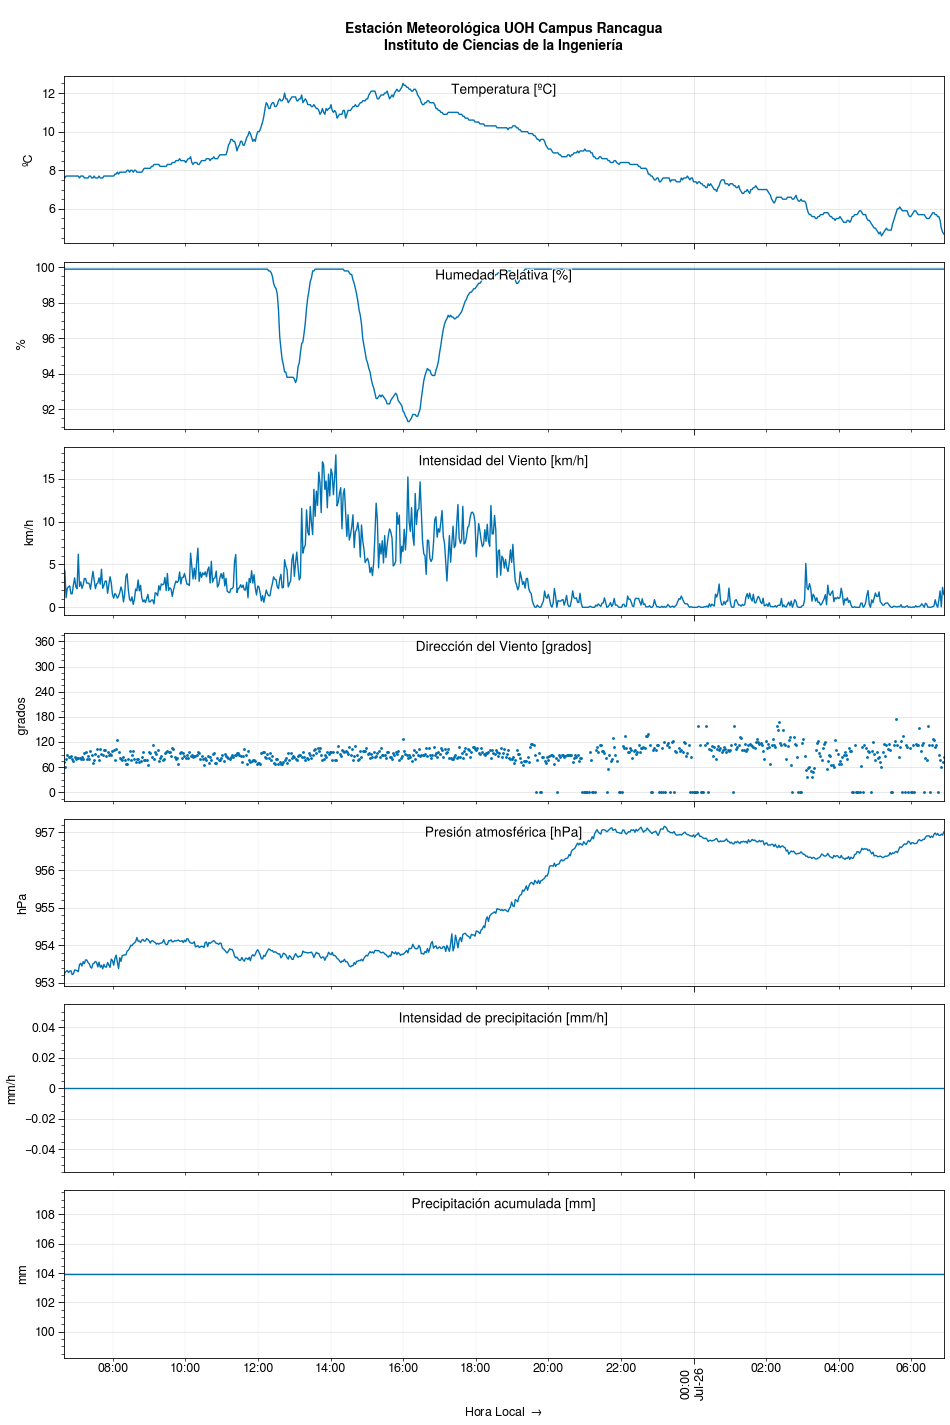 Estación Meteorológica UOH Campus Rancagua
Instituto de Ciencias de la Ingeniería
Temperatura [ºC]
ºC
12
10
8
6
Humedad Relativa [%]
%
100
98
96
94
92
Intensidad del Viento [km/h]
km/h
15
10
5
0
Dirección del Viento [grados]
grados
360
300
240
180
120
60
0
Presión atmosférica [hPa]
hPa
957
956
955
954
953
Intensidad de precipitación [mm/h]
mm/h
0.04
0.02
0
−0.02
−0.04
Precipitación acumulada [mm]
mm
108
106
104
102
100
08:00 10:00 12:00 14:00 16:00 18:00 20:00 22:00 00:00 02:00 04:00 06:00
Jul-26
Hora Local →